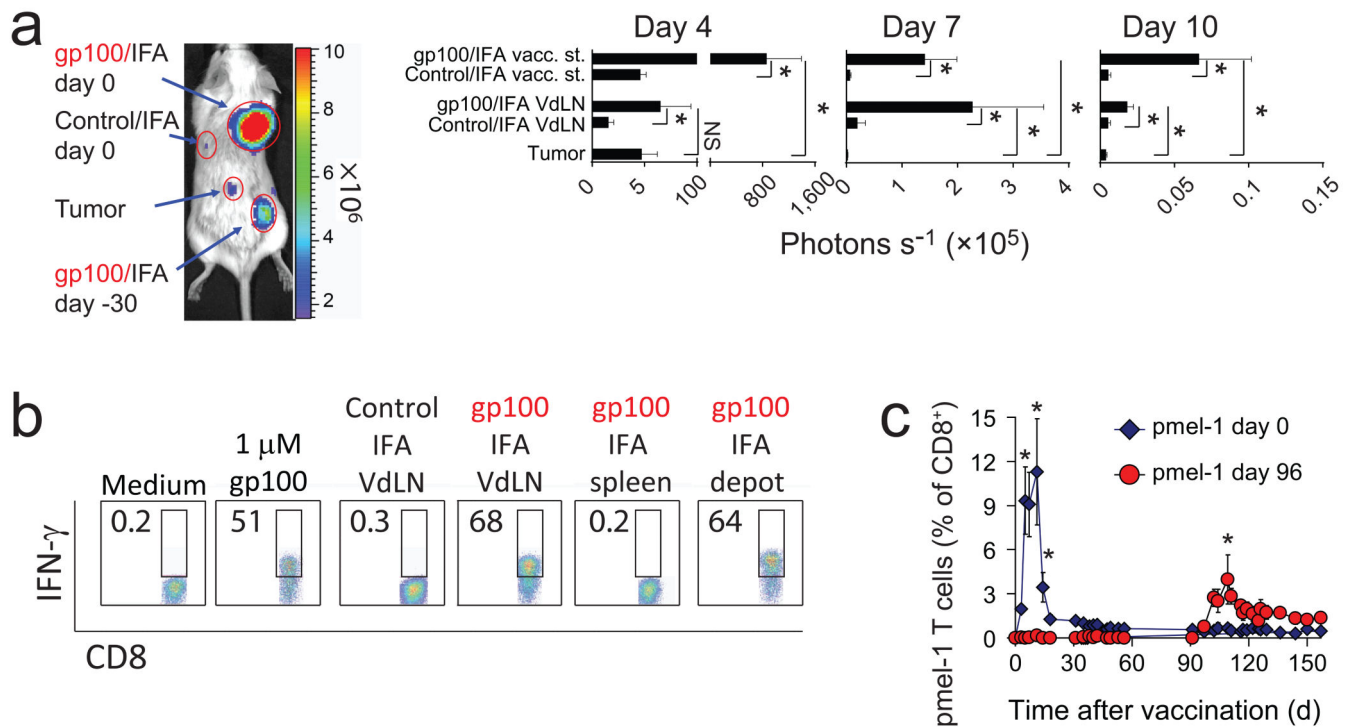 a
gp100/IFA
day 0
Control/IFA
day 0
Tumor
gp100/IFA
day -30
10
8
6
4
2
×10⁶
Day 4
Day 7
Day 10
gp100/IFA vacc. st.
Control/IFA vacc. st.
gp100/IFA VdLN
Control/IFA VdLN
Tumor
* * NS *
* * * *
* * * *
0 5 100 800 1,600
0 1 2 3 4
0 0.05 0.1 0.15
Photons s⁻¹ (×10⁵)
b
Medium
1 μM
gp100
Control
IFA
VdLN
gp100
IFA
VdLN
gp100
IFA
spleen
gp100
IFA
depot
0.2 51 0.3 68 0.2 64
IFN-γ
CD8
c
pmel-1 T cells (% of CD8⁺)
15
12
9
6
3
0
* * * *
pmel-1 day 0
pmel-1 day 96
0 30 60 90 120 150
Time after vaccination (d)